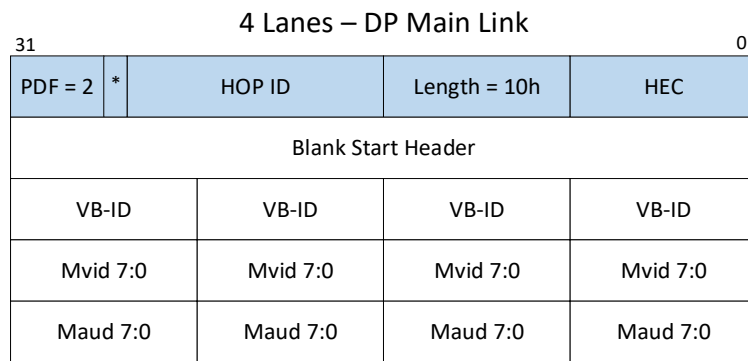 4 Lanes – DP Main Link
31 0
PDF = 2 * HOP ID Length = 10h HEC
Blank Start Header
VB-ID VB-ID VB-ID VB-ID
Mvid 7:0 Mvid 7:0 Mvid 7:0 Mvid 7:0
Maud 7:0 Maud 7:0 Maud 7:0 Maud 7:0